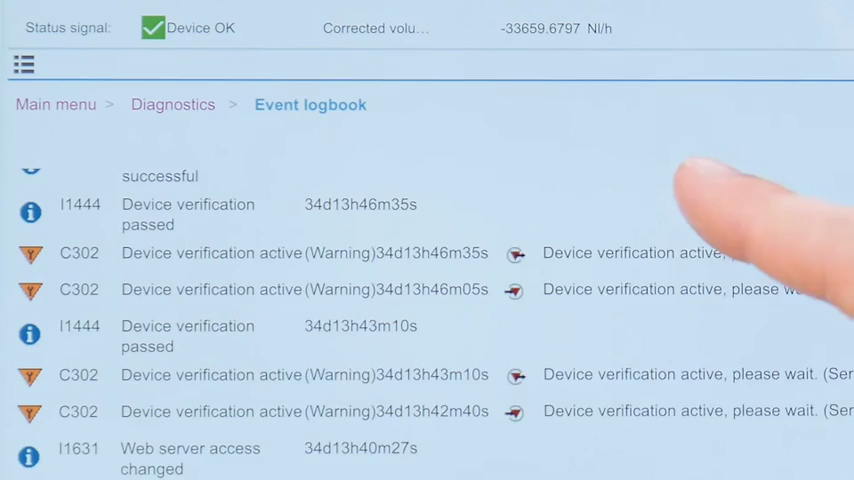 Status signal: Device OK Corrected volu... -33659.6797 Nl/h
Main menu > Diagnostics > Event logbook
successful
I1444 Device verification passed 34d13h46m35s
C302 Device verification active (Warning)34d13h46m35s Device verification active,
C302 Device verification active (Warning)34d13h46m05s Device verification active, please
I1444 Device verification passed 34d13h43m10s
C302 Device verification active (Warning)34d13h43m10s Device verification active, please wait. (Ser
C302 Device verification active (Warning)34d13h42m40s Device verification active, please wait. (Ser
I1631 Web server access changed 34d13h40m27s